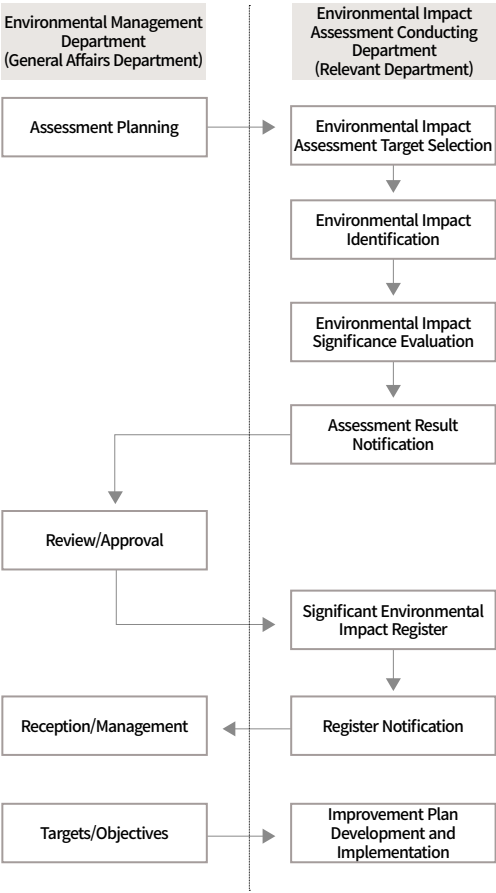 Environmental Management
Department
(General Affairs Department)
Environmental Impact
Assessment Conducting
Department
(Relevant Department)
Assessment Planning
Environmental Impact
Assessment Target Selection
Environmental Impact
Identification
Environmental Impact
Significance Evaluation
Assessment Result
Notification
Review/Approval
Significant Environmental
Impact Register
Reception/Management
Register Notification
Targets/Objectives
Improvement Plan
Development and
Implementation